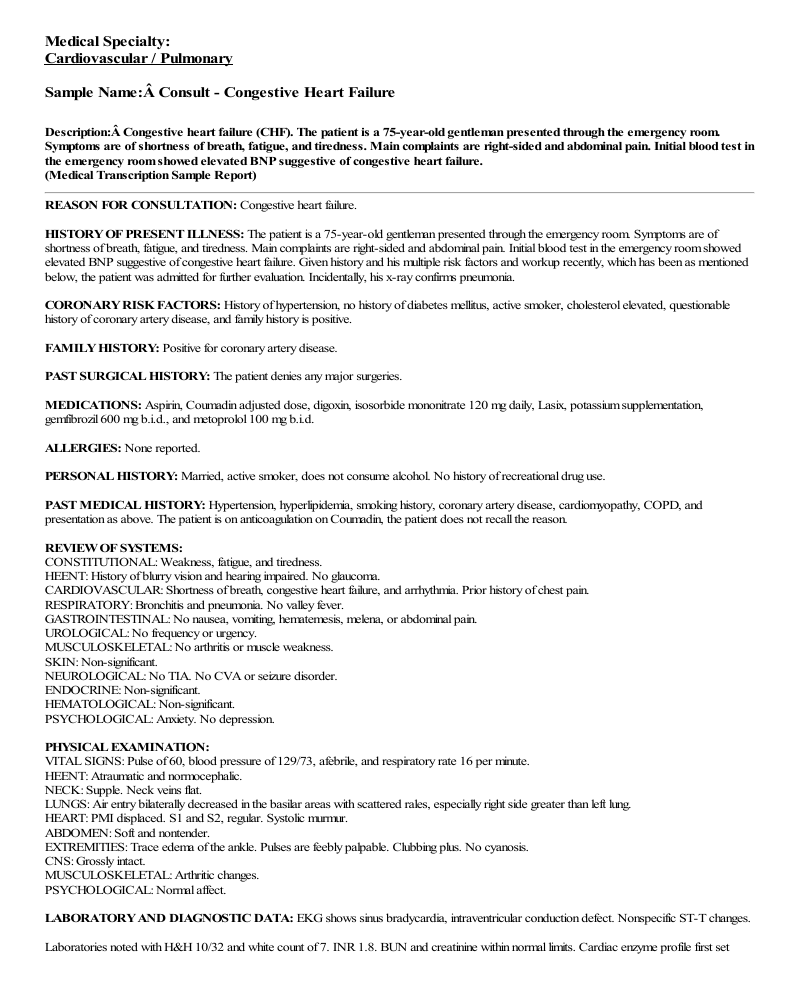 Medical Specialty:
Cardiovascular / Pulmonary
Sample Name:Â Consult - Congestive Heart Failure
Description:Â Congestive heart failure (CHF). The patient is a 75-year-old gentleman presented through the emergency room.
Symptoms are of shortness of breath, fatigue, and tiredness. Main complaints are right-sided and abdominal pain. Initial blood test in
the emergency room showed elevated BNP suggestive of congestive heart failure.
(Medical Transcription Sample Report)
REASON FOR CONSULTATION: Congestive heart failure.
HISTORY OF PRESENT ILLNESS: The patient is a 75-year-old gentleman presented through the emergency room. Symptoms are of
shortness of breath, fatigue, and tiredness. Main complaints are right-sided and abdominal pain. Initial blood test in the emergency room showed
elevated BNP suggestive of congestive heart failure. Given history and his multiple risk factors and workup recently, which has been as mentioned
below, the patient was admitted for further evaluation. Incidentally, his x-ray confirms pneumonia.
CORONARY RISK FACTORS: History of hypertension, no history of diabetes mellitus, active smoker, cholesterol elevated, questionable
history of coronary artery disease, and family history is positive.
FAMILY HISTORY: Positive for coronary artery disease.
PAST SURGICAL HISTORY: The patient denies any major surgeries.
MEDICATIONS: Aspirin, Coumadin adjusted dose, digoxin, isosorbide mononitrate 120 mg daily, Lasix, potassium supplementation,
gemfibrozil 600 mg b.i.d., and metoprolol 100 mg b.i.d.
ALLERGIES: None reported.
PERSONAL HISTORY: Married, active smoker, does not consume alcohol. No history of recreational drug use.
PAST MEDICAL HISTORY: Hypertension, hyperlipidemia, smoking history, coronary artery disease, cardiomyopathy, COPD, and
presentation as above. The patient is on anticoagulation on Coumadin, the patient does not recall the reason.
REVIEW OF SYSTEMS:
CONSTITUTIONAL: Weakness, fatigue, and tiredness.
HEENT: History of blurry vision and hearing impaired. No glaucoma.
CARDIOVASCULAR: Shortness of breath, congestive heart failure, and arrhythmia. Prior history of chest pain.
RESPIRATORY: Bronchitis and pneumonia. No valley fever.
GASTROINTESTINAL: No nausea, vomiting, hematemesis, melena, or abdominal pain.
UROLOGICAL: No frequency or urgency.
MUSCULOSKELETAL: No arthritis or muscle weakness.
SKIN: Non-significant.
NEUROLOGICAL: No TIA. No CVA or seizure disorder.
ENDOCRINE: Non-significant.
HEMATOLOGICAL: Non-significant.
PSYCHOLOGICAL: Anxiety. No depression.
PHYSICAL EXAMINATION:
VITAL SIGNS: Pulse of 60, blood pressure of 129/73, afebrile, and respiratory rate 16 per minute.
HEENT: Atraumatic and normocephalic.
NECK: Supple. Neck veins flat.
LUNGS: Air entry bilaterally decreased in the basilar areas with scattered rales, especially right side greater than left lung.
HEART: PMI displaced. S1 and S2, regular. Systolic murmur.
ABDOMEN: Soft and nontender.
EXTREMITIES: Trace edema of the ankle. Pulses are feebly palpable. Clubbing plus. No cyanosis.
CNS: Grossly intact.
MUSCULOSKELETAL: Arthritic changes.
PSYCHOLOGICAL: Normal affect.
LABORATORY AND DIAGNOSTIC DATA: EKG shows sinus bradycardia, intraventricular conduction defect. Nonspecific ST-T changes.
Laboratories noted with H&H 10/32 and white count of 7. INR 1.8. BUN and creatinine within normal limits. Cardiac enzyme profile first set